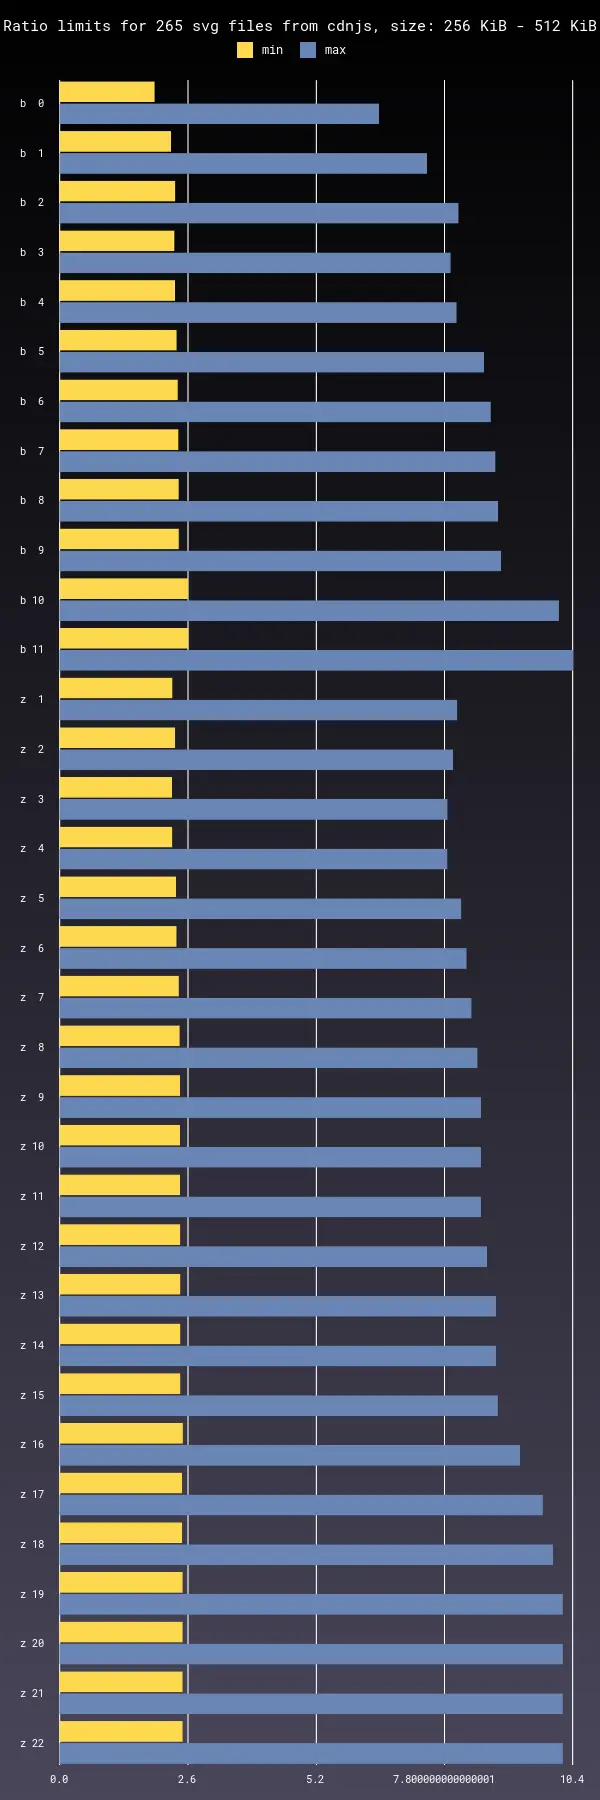 Ratio limits for 265 svg files from cdnjs, size: 256 KiB - 512 KiB
min max
b 0
b 1
b 2
b 3
b 4
b 5
b 6
b 7
b 8
b 9
b 10
b 11
z 1
z 2
z 3
z 4
z 5
z 6
z 7
z 8
z 9
z 10
z 11
z 12
z 13
z 14
z 15
z 16
z 17
z 18
z 19
z 20
z 21
z 22
0.0 2.6 5.2 7.800000000000001 10.4